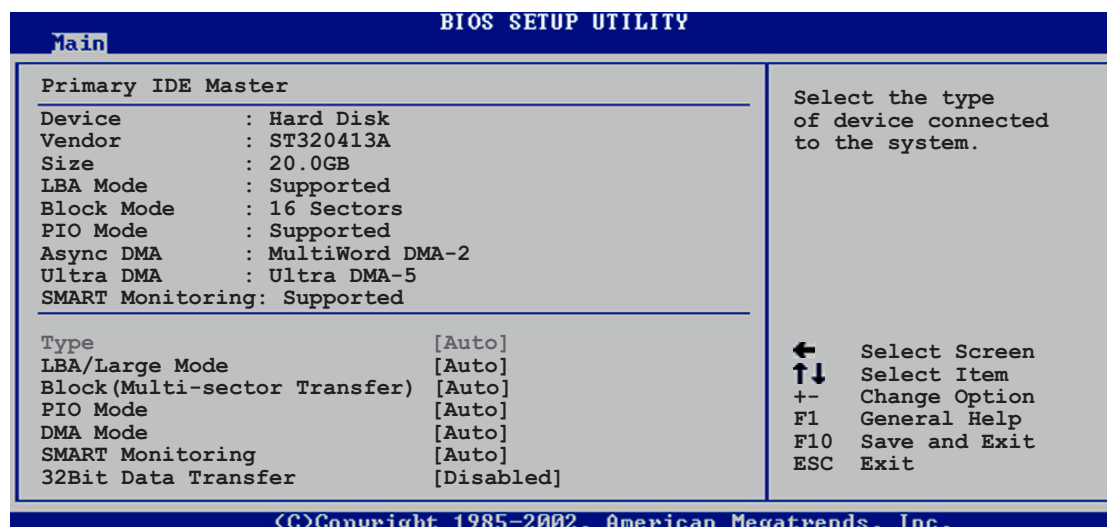 BIOS SETUP UTILITY
Main
Primary IDE Master
Device : Hard Disk
Vendor : ST320413A
Size : 20.0GB
LBA Mode : Supported
Block Mode : 16 Sectors
PIO Mode : Supported
Async DMA : MultiWord DMA-2
Ultra DMA : Ultra DMA-5
SMART Monitoring: Supported
Type [Auto]
LBA/Large Mode [Auto]
Block(Multi-sector Transfer) [Auto]
PIO Mode [Auto]
DMA Mode [Auto]
SMART Monitoring [Auto]
32Bit Data Transfer [Disabled]
Select the type
of device connected
to the system.
← Select Screen
↑↓ Select Item
+- Change Option
F1 General Help
F10 Save and Exit
ESC Exit
(C)Copyright 1985-2002, American Megatrends, Inc.